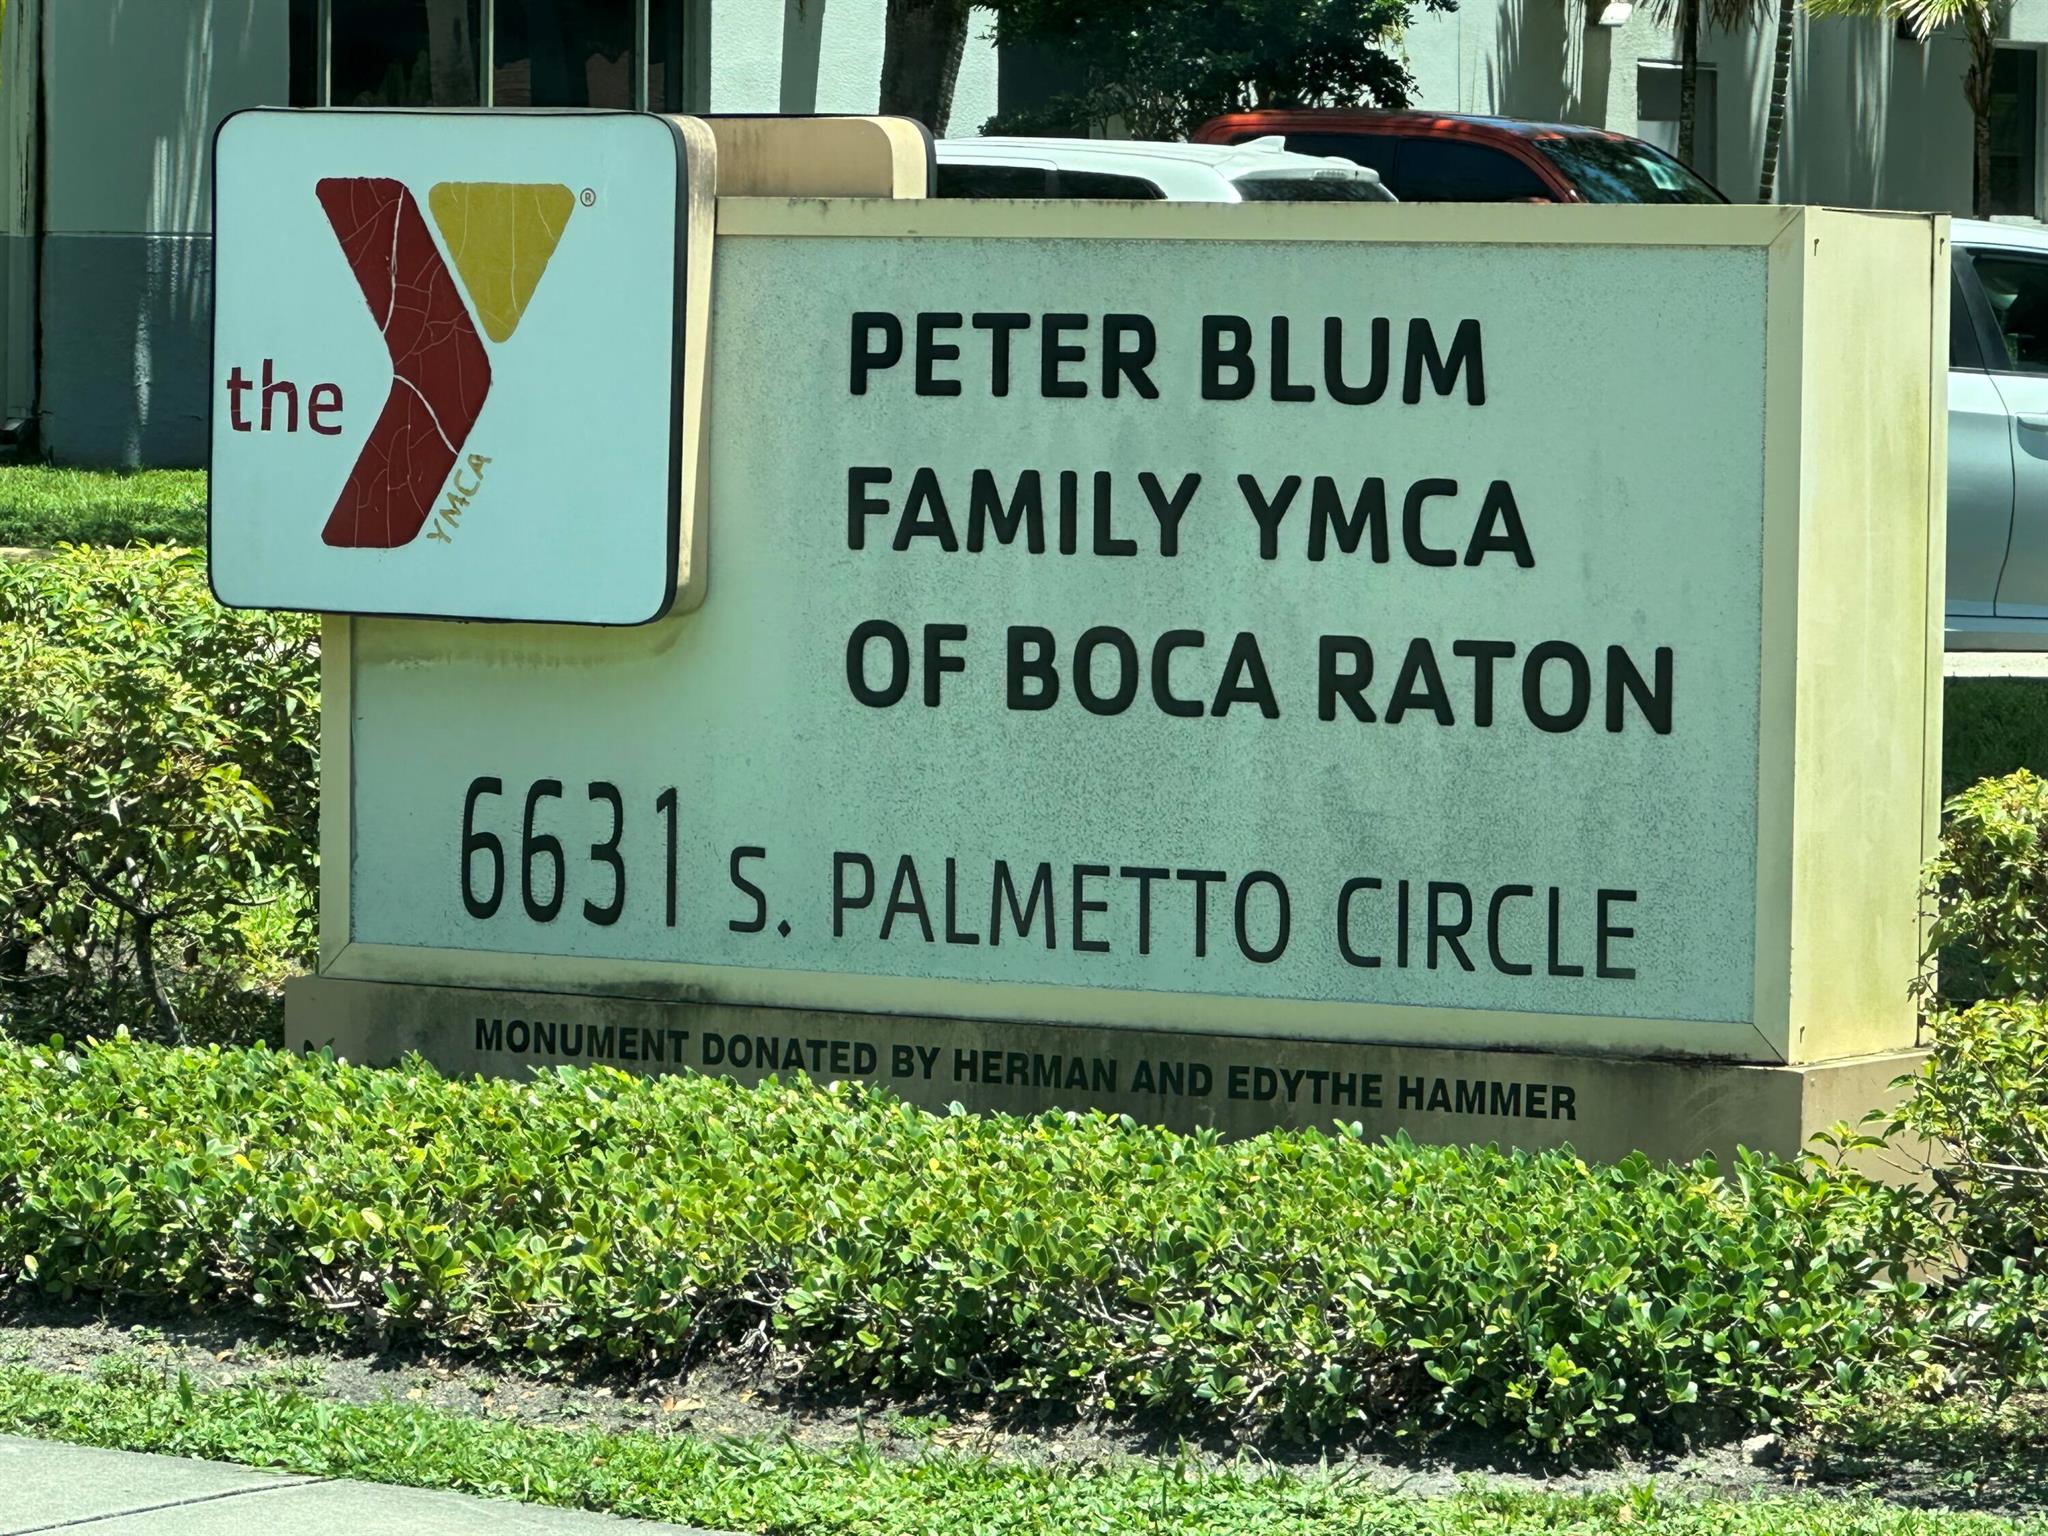 the
YMCA
®
PETER BLUM
FAMILY YMCA
OF BOCA RATON
6631 S. PALMETTO CIRCLE
MONUMENT DONATED BY HERMAN AND EDYTHE HAMMER